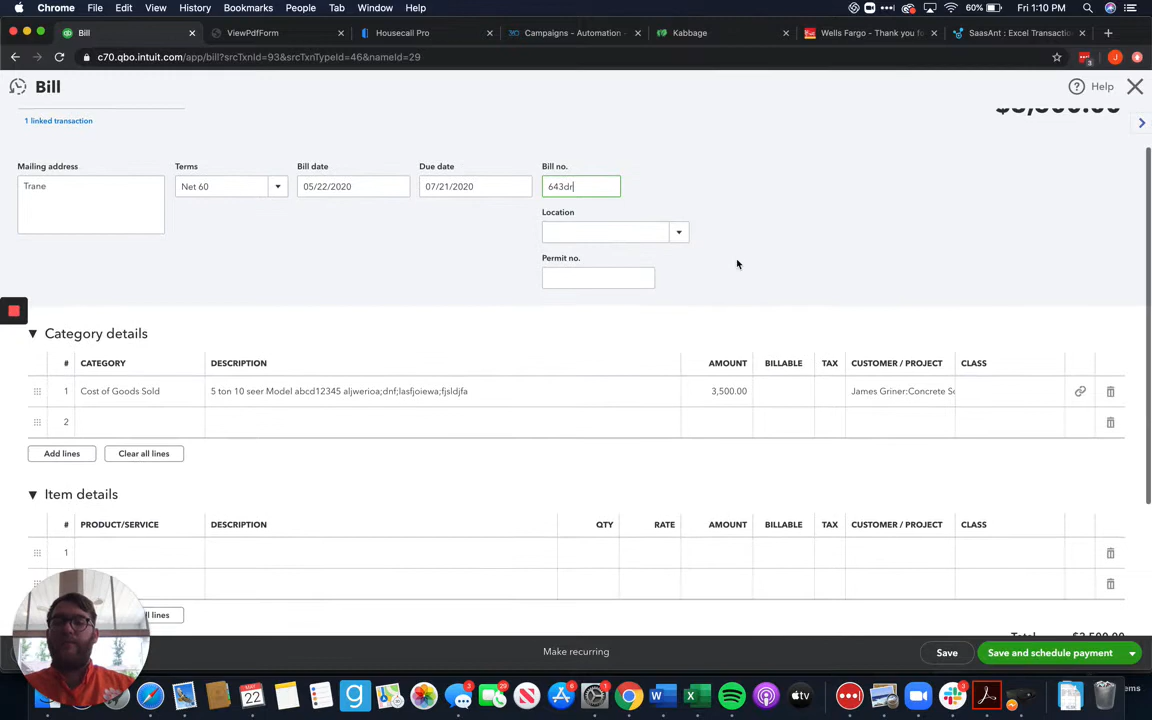 Chrome File Edit View History Bookmarks People Tab Window Help 60% Fri 1:10 PM
Bill ViewPdfForm Housecall Pro Campaigns - Automation - Kabbage Wells Fargo - Thank you fo SaasAnt : Excel Transactio
c70.qbo.intuit.com/app/bill?srcTxnId=93&srcTxnTypeId=46&nameId=29
Bill Help
$3,500.00
1 linked transaction
Mailing address Terms Bill date Due date Bill no.
Trane Net 60 05/22/2020 07/21/2020 643dr
Location
Permit no.
Category details
# CATEGORY DESCRIPTION AMOUNT BILLABLE TAX CUSTOMER / PROJECT CLASS
1 Cost of Goods Sold 5 ton 10 seer Model abcd12345 aljwerioa;dnf;lasfjoiewa;fjsldjfa 3,500.00 James Griner:Concrete S
2
Add lines Clear all lines
Item details
# PRODUCT/SERVICE DESCRIPTION QTY RATE AMOUNT BILLABLE TAX CUSTOMER / PROJECT CLASS
1
ll lines
Total $3,500.00
Make recurring Save Save and schedule payment
ems